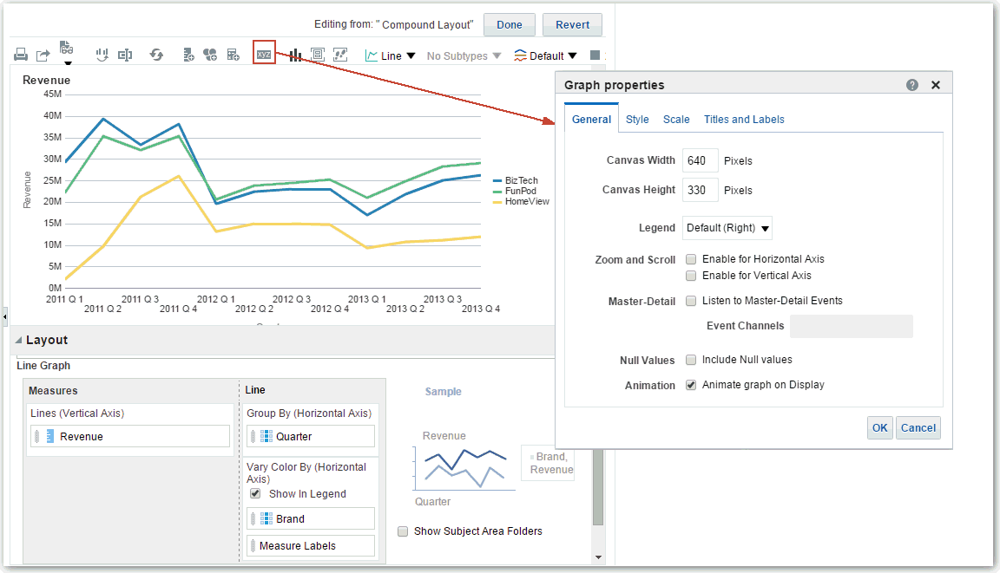 Editing from: " Compound Layout"
Done
Revert
xyz
Line
No Subtypes
Default
Revenue
45M
40M
35M
30M
25M
20M
15M
10M
5M
0M
Revenue
BizTech
FunPod
HomeView
2011 Q 1
2011 Q 2
2011 Q 3
2011 Q 4
2012 Q 1
2012 Q 2
2012 Q 3
2012 Q 4
2013 Q 1
2013 Q 2
2013 Q 3
2013 Q 4
Layout
Line Graph
Measures
Lines (Vertical Axis)
Revenue
Line
Group By (Horizontal Axis)
Quarter
Vary Color By (Horizontal
Axis)
Show In Legend
Brand
Measure Labels
Sample
Revenue
Brand,
Revenue
Quarter
Show Subject Area Folders
Graph properties
?
General
Style
Scale
Titles and Labels
Canvas Width 640 Pixels
Canvas Height 330 Pixels
Legend Default (Right)
Zoom and Scroll Enable for Horizontal Axis
Enable for Vertical Axis
Master-Detail Listen to Master-Detail Events
Event Channels
Null Values Include Null values
Animation Animate graph on Display
OK
Cancel